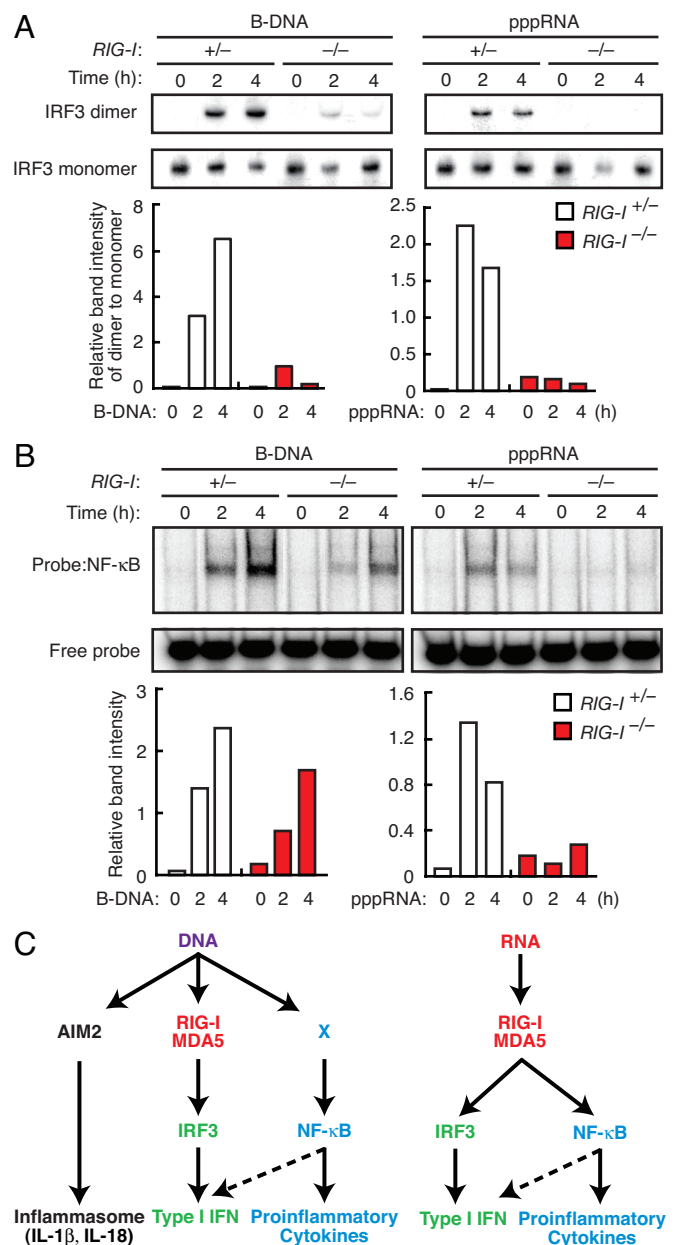 A
B-DNA pppRNA
RIG-I: +/– –/– +/– –/–
Time (h): 0 2 4 0 2 4 0 2 4 0 2 4
IRF3 dimer
IRF3 monomer
Relative band intensity
of dimer to monomer
8
6
4
2
0
2.5
2.0
1.5
1.0
0.5
0
RIG-I +/–
RIG-I –/–
B-DNA: 0 2 4 0 2 4 pppRNA: 0 2 4 0 2 4 (h)
B
B-DNA pppRNA
RIG-I: +/– –/– +/– –/–
Time (h): 0 2 4 0 2 4 0 2 4 0 2 4
Probe:NF-κB
Free probe
Relative band intensity
3
2
1
0
1.6
1.2
0.8
0.4
0
RIG-I +/–
RIG-I –/–
B-DNA: 0 2 4 0 2 4 pppRNA: 0 2 4 0 2 4 (h)
C
DNA RNA
AIM2 RIG-I MDA5 X RIG-I MDA5
IRF3 NF-κB IRF3 NF-κB
Inflammasome (IL-1β, IL-18) Type I IFN Proinflammatory Cytokines Type I IFN Proinflammatory Cytokines